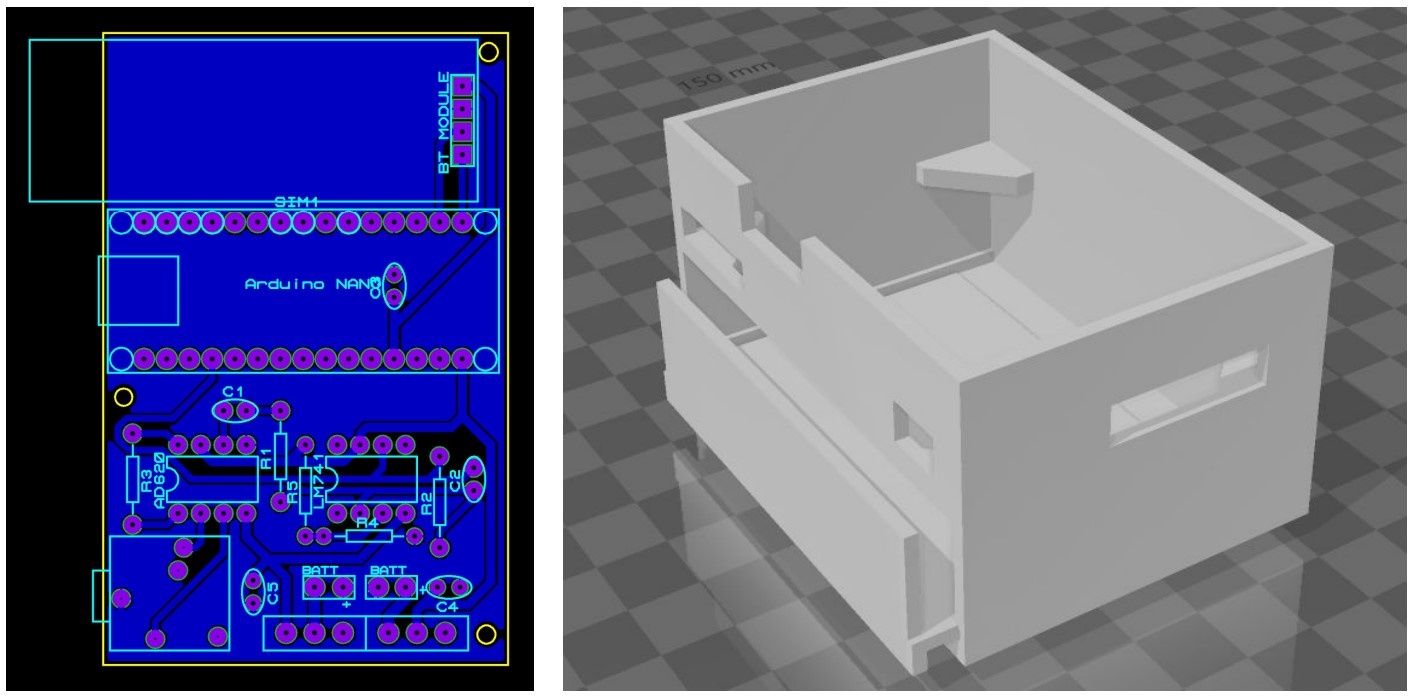 BT MODULE
SIM1
Arduino NANO
C3
C1
R3
AD620
R1
R5
LM741
R4
R2
C2
BATT
BATT
+
+
C5
C4
150 mm